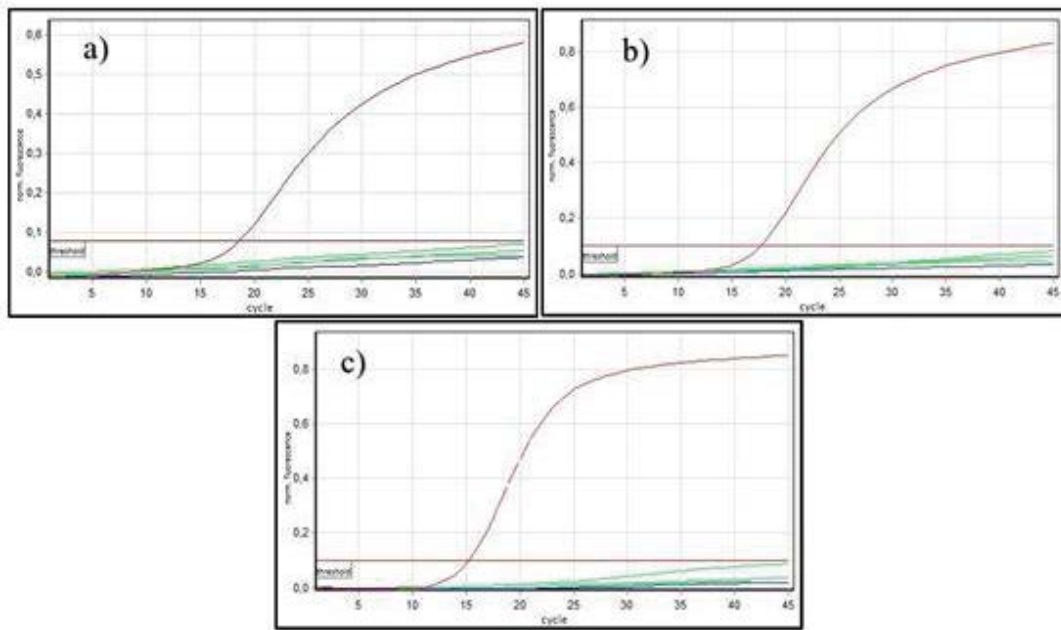 a)
norm. fluorescence
0,6
0,5
0,4
0,3
0,2
0,1
0,0
threshold
5 10 15 20 25 30 35 40 45
cycle
b)
norm. fluorescence
0,8
0,6
0,4
0,2
0,0
threshold
5 10 15 20 25 30 35 40 45
cycle
c)
norm. fluorescence
0,8
0,6
0,4
0,2
0,0
threshold
5 10 15 20 25 30 35 40 45
cycle